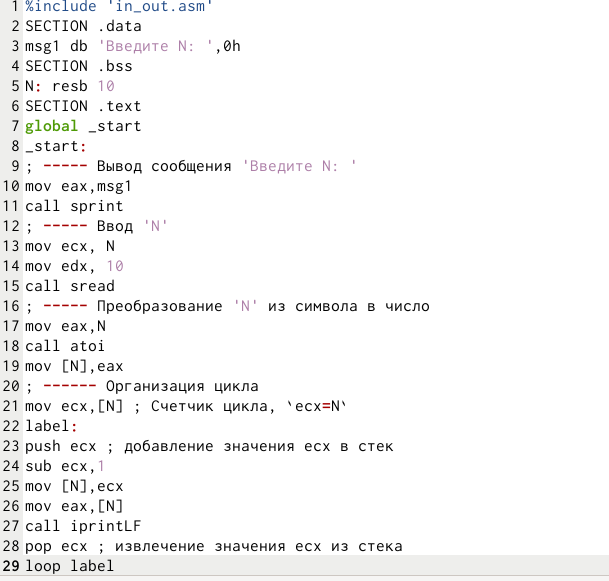 1 %include 'in_out.asm'
2 SECTION .data
3 msg1 db 'Введите N: ',0h
4 SECTION .bss
5 N: resb 10
6 SECTION .text
7 global _start
8 _start:
9 ; ----- Вывод сообщения 'Введите N: '
10 mov eax,msg1
11 call sprint
12 ; ----- Ввод 'N'
13 mov ecx, N
14 mov edx, 10
15 call sread
16 ; ----- Преобразование 'N' из символа в число
17 mov eax,N
18 call atoi
19 mov [N],eax
20 ; ------ Организация цикла
21 mov ecx,[N] ; Счетчик цикла, `ecx=N`
22 label:
23 push ecx ; добавление значения ecx в стек
24 sub ecx,1
25 mov [N],ecx
26 mov eax,[N]
27 call iprintLF
28 pop ecx ; извлечение значения ecx из стека
29 loop label